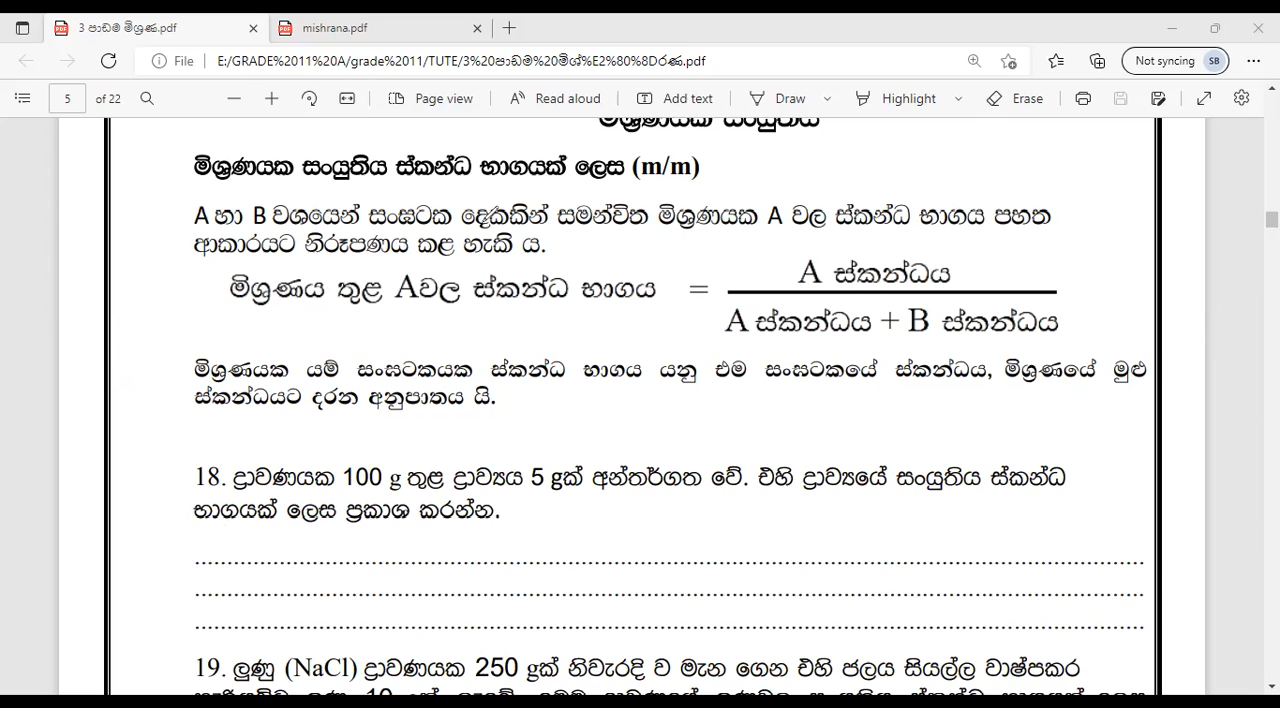 3 පාඩම මිශ්‍රණ.pdf
mishrana.pdf
File
E:/GRADE%2011%20A/grade%2011/TUTE/3%20පාඩම%20මිශ්%E2%80%8Dරණ.pdf
Not syncing
SB
5
of 22
Page view
Read aloud
Add text
Draw
Highlight
Erase
මිශ්‍රණයක සංයුතිය
මිශ්‍රණයක සංයුතිය ස්කන්ධ භාගයක් ලෙස (m/m)
A හා B වශයෙන් සංඝටක දෙකකින් සමන්විත මිශ්‍රණයක A වල ස්කන්ධ භාගය පහත
ආකාරයට නිරූපණය කළ හැකි ය.
මිශ්‍රණය තුළ Aවල ස්කන්ධ භාගය =
A ස්කන්ධය
A ස්කන්ධය + B ස්කන්ධය
මිශ්‍රණයක යම් සංඝටකයක ස්කන්ධ භාගය යනු එම සංඝටකයේ ස්කන්ධය, මිශ්‍රණයේ මුළු
ස්කන්ධයට දරන අනුපාතය යි.
18. ද්‍රාවණයක 100 g තුළ ද්‍රාව්‍යය 5 gක් අන්තර්ගත වේ. එහි ද්‍රාව්‍යයේ සංයුතිය ස්කන්ධ
භාගයක් ලෙස ප්‍රකාශ කරන්න.
19. ලුණු (NaCl) ද්‍රාවණයක 250 gක් නිවැරදි ව මැන ගෙන එහි ජලය සියල්ල වාෂ්පකර